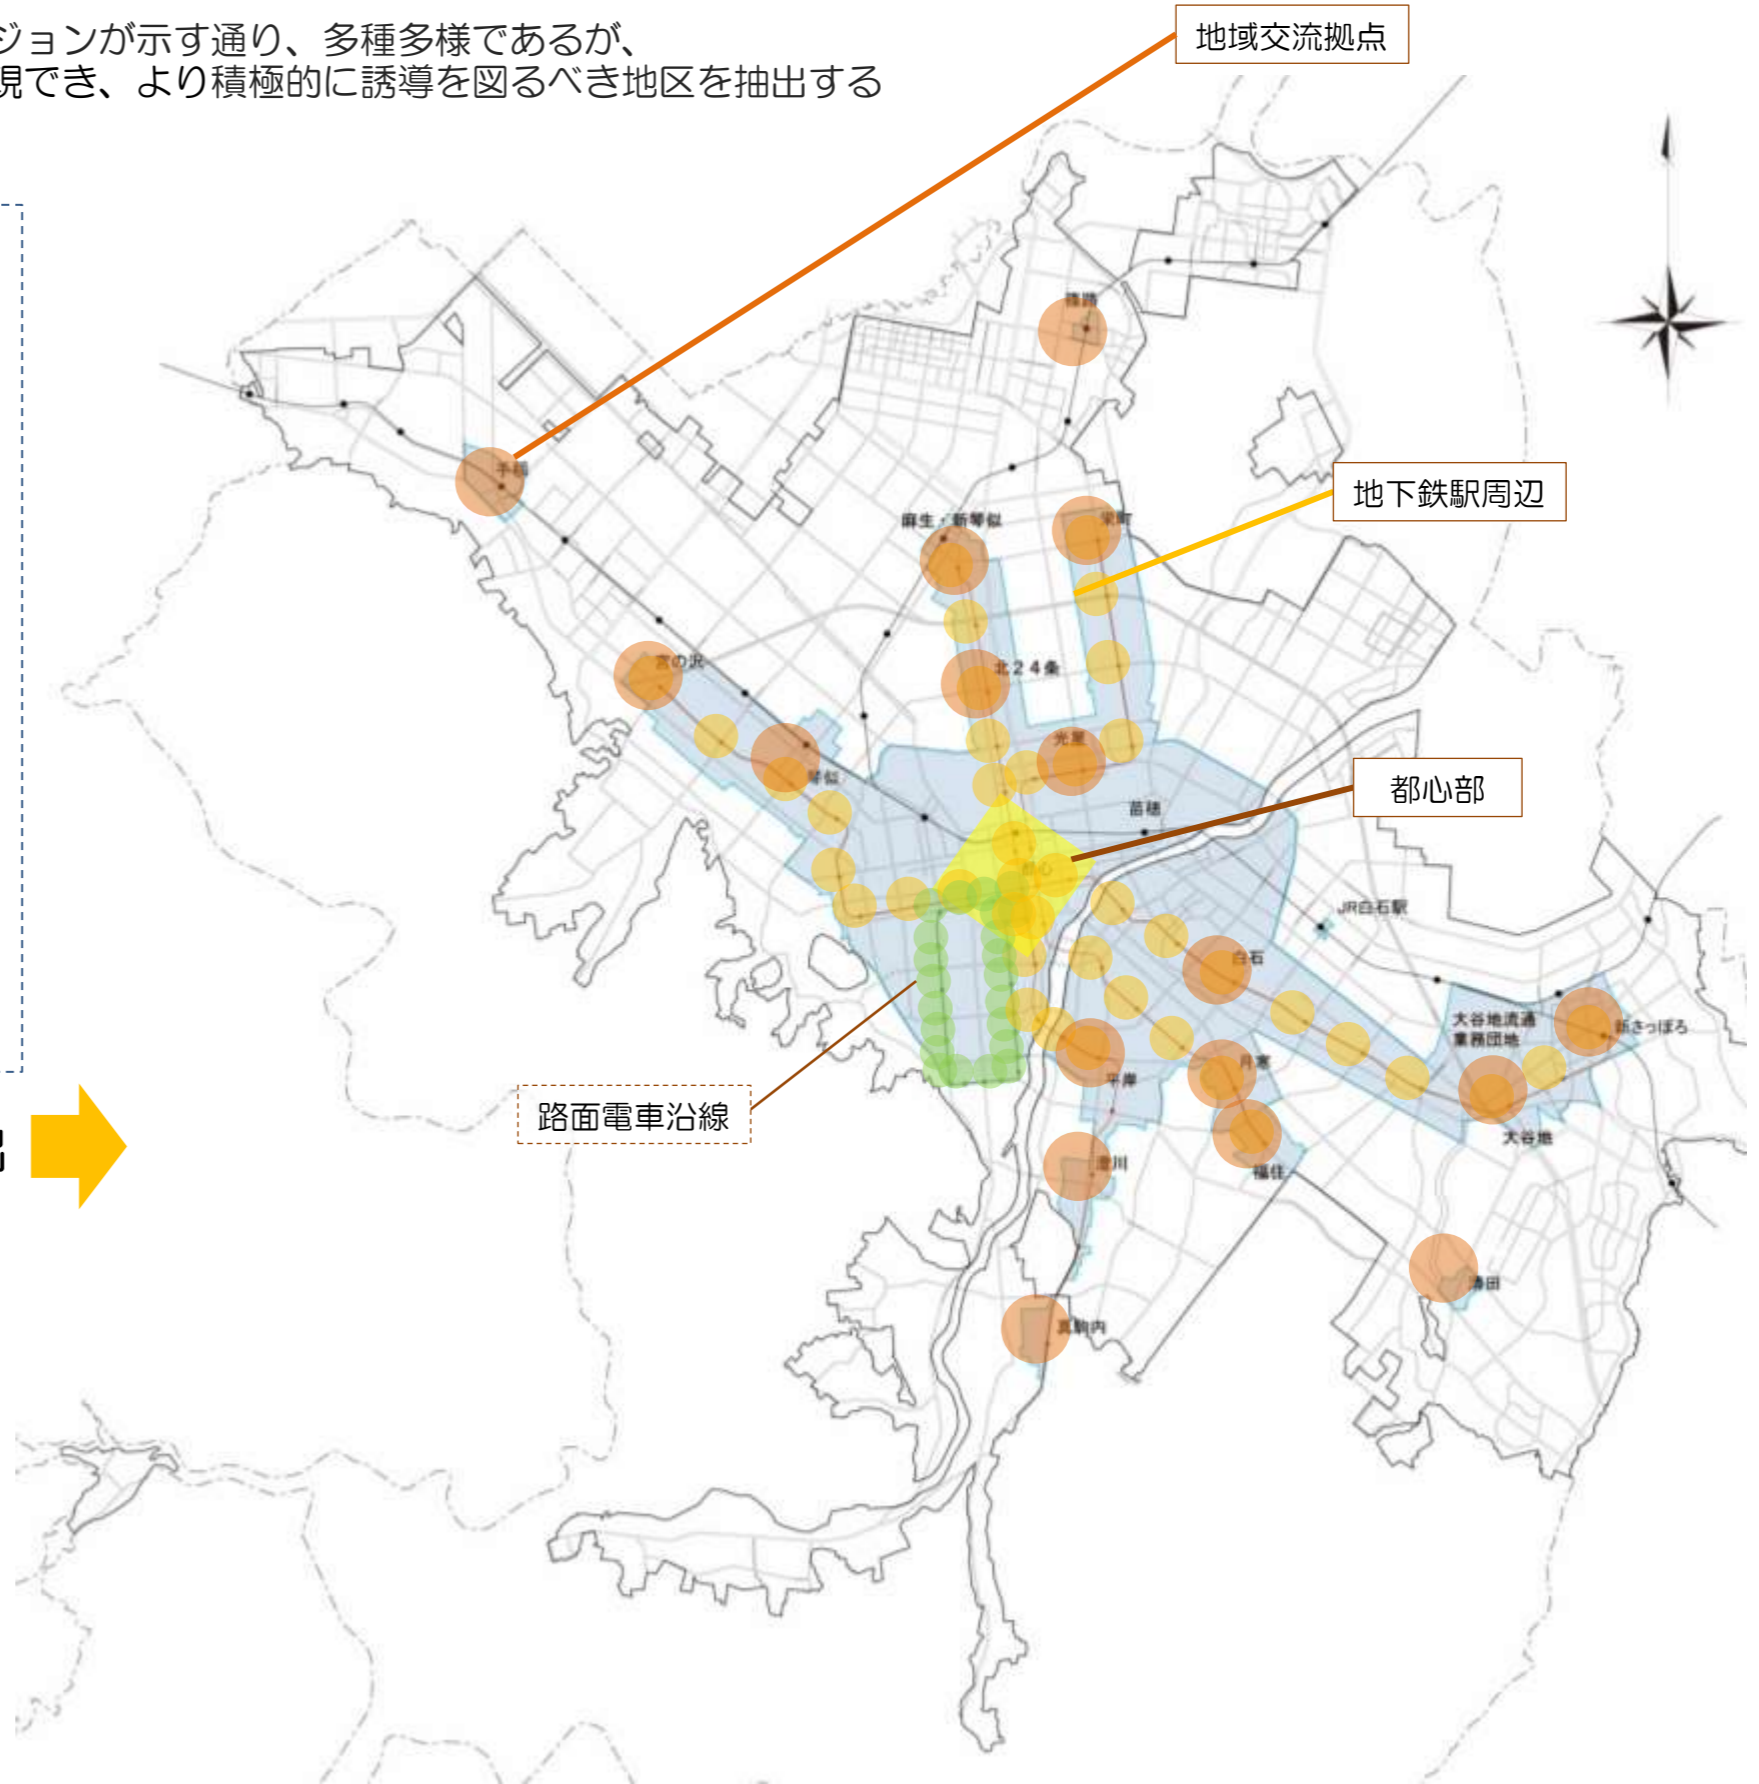 ジョンが示す通り、多種多様であるが、
現でき、より積極的に誘導を図るべき地区を抽出する
地域交流拠点
篠路
手稲
地下鉄駅周辺
麻生・新琴似
栄町
宮の沢
北24条
光星
琴似
苗穂
都心部
都心
JR白石駅
白石
大谷地流通
業務団地
新さっぽろ
月寒
平岸
路面電車沿線
大谷地
澄川
福住
清田
真駒内